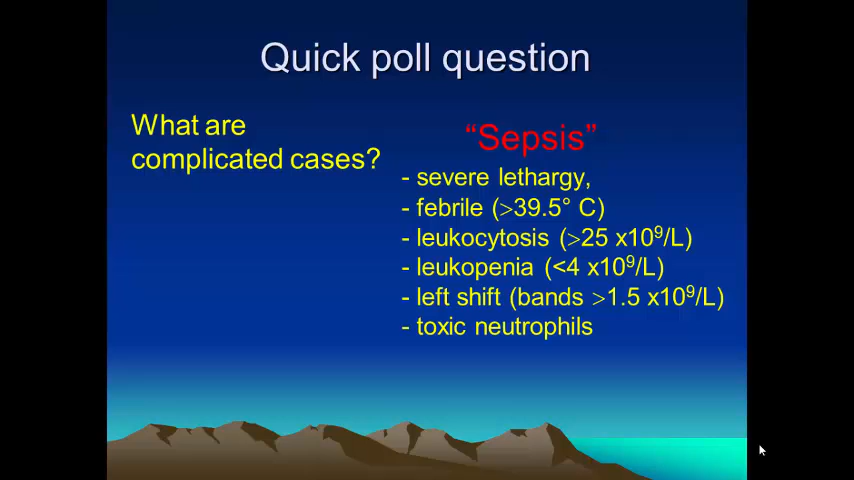 Quick poll question
What are
complicated cases?
“Sepsis”
- severe lethargy,
- febrile (>39.5° C)
- leukocytosis (>25 x10⁹/L)
- leukopenia (<4 x10⁹/L)
- left shift (bands >1.5 x10⁹/L)
- toxic neutrophils